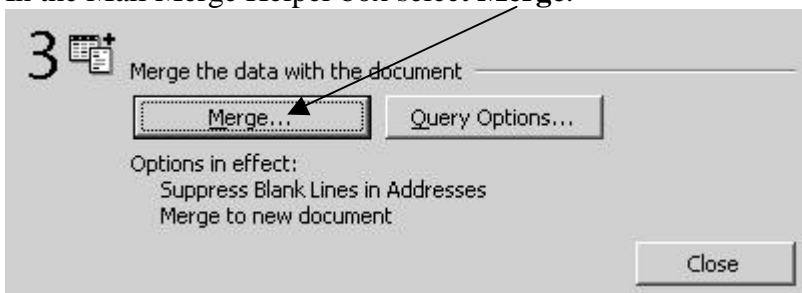 In the Mail Merge Helper box select Merge.
3 Merge the data with the document
Merge... Query Options...
Options in effect:
Suppress Blank Lines in Addresses
Merge to new document
Close